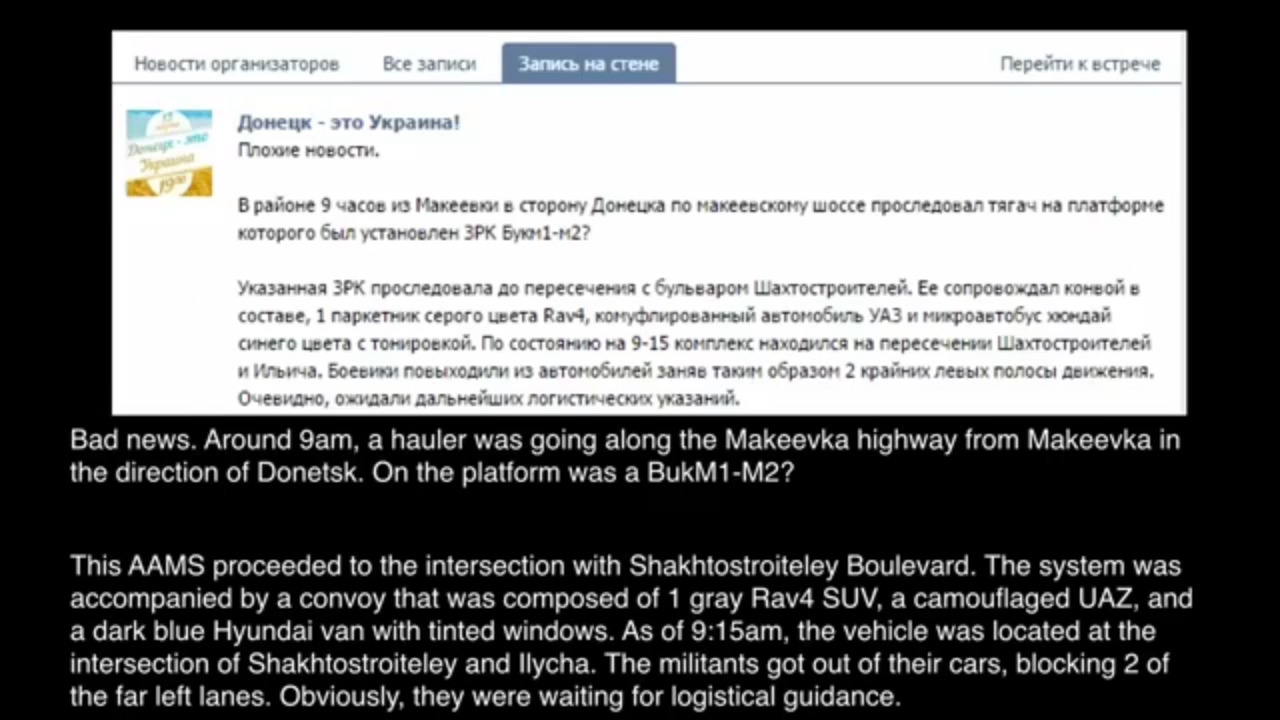 Новости организаторов Все записи Запись на стене Перейти к встрече
Донецк - это Украина!
Плохие новости.
Донецк - это
Украина
19⁰⁰
В районе 9 часов из Макеевки в сторону Донецка по макеевскому шоссе проследовал тягач на платформе
которого был установлен ЗРК Букм1-м2?
Указанная ЗРК проследовала до пересечения с бульваром Шахтостроителей. Ее сопровождал конвой в
составе, 1 паркетник серого цвета Rav4, комуфлированный автомобиль УАЗ и микроавтобус хюндай
синего цвета с тонировкой. По состоянию на 9-15 комплекс находился на пересечении Шахтостроителей
и Ильича. Боевики повыходили из автомобилей заняв таким образом 2 крайних левых полосы движения.
Очевидно, ожидали дальнейших логистических указаний.
Bad news. Around 9am, a hauler was going along the Makeevka highway from Makeevka in
the direction of Donetsk. On the platform was a BukM1-M2?
This AAMS proceeded to the intersection with Shakhtostroiteley Boulevard. The system was
accompanied by a convoy that was composed of 1 gray Rav4 SUV, a camouflaged UAZ, and
a dark blue Hyundai van with tinted windows. As of 9:15am, the vehicle was located at the
intersection of Shakhtostroiteley and Ilycha. The militants got out of their cars, blocking 2 of
the far left lanes. Obviously, they were waiting for logistical guidance.